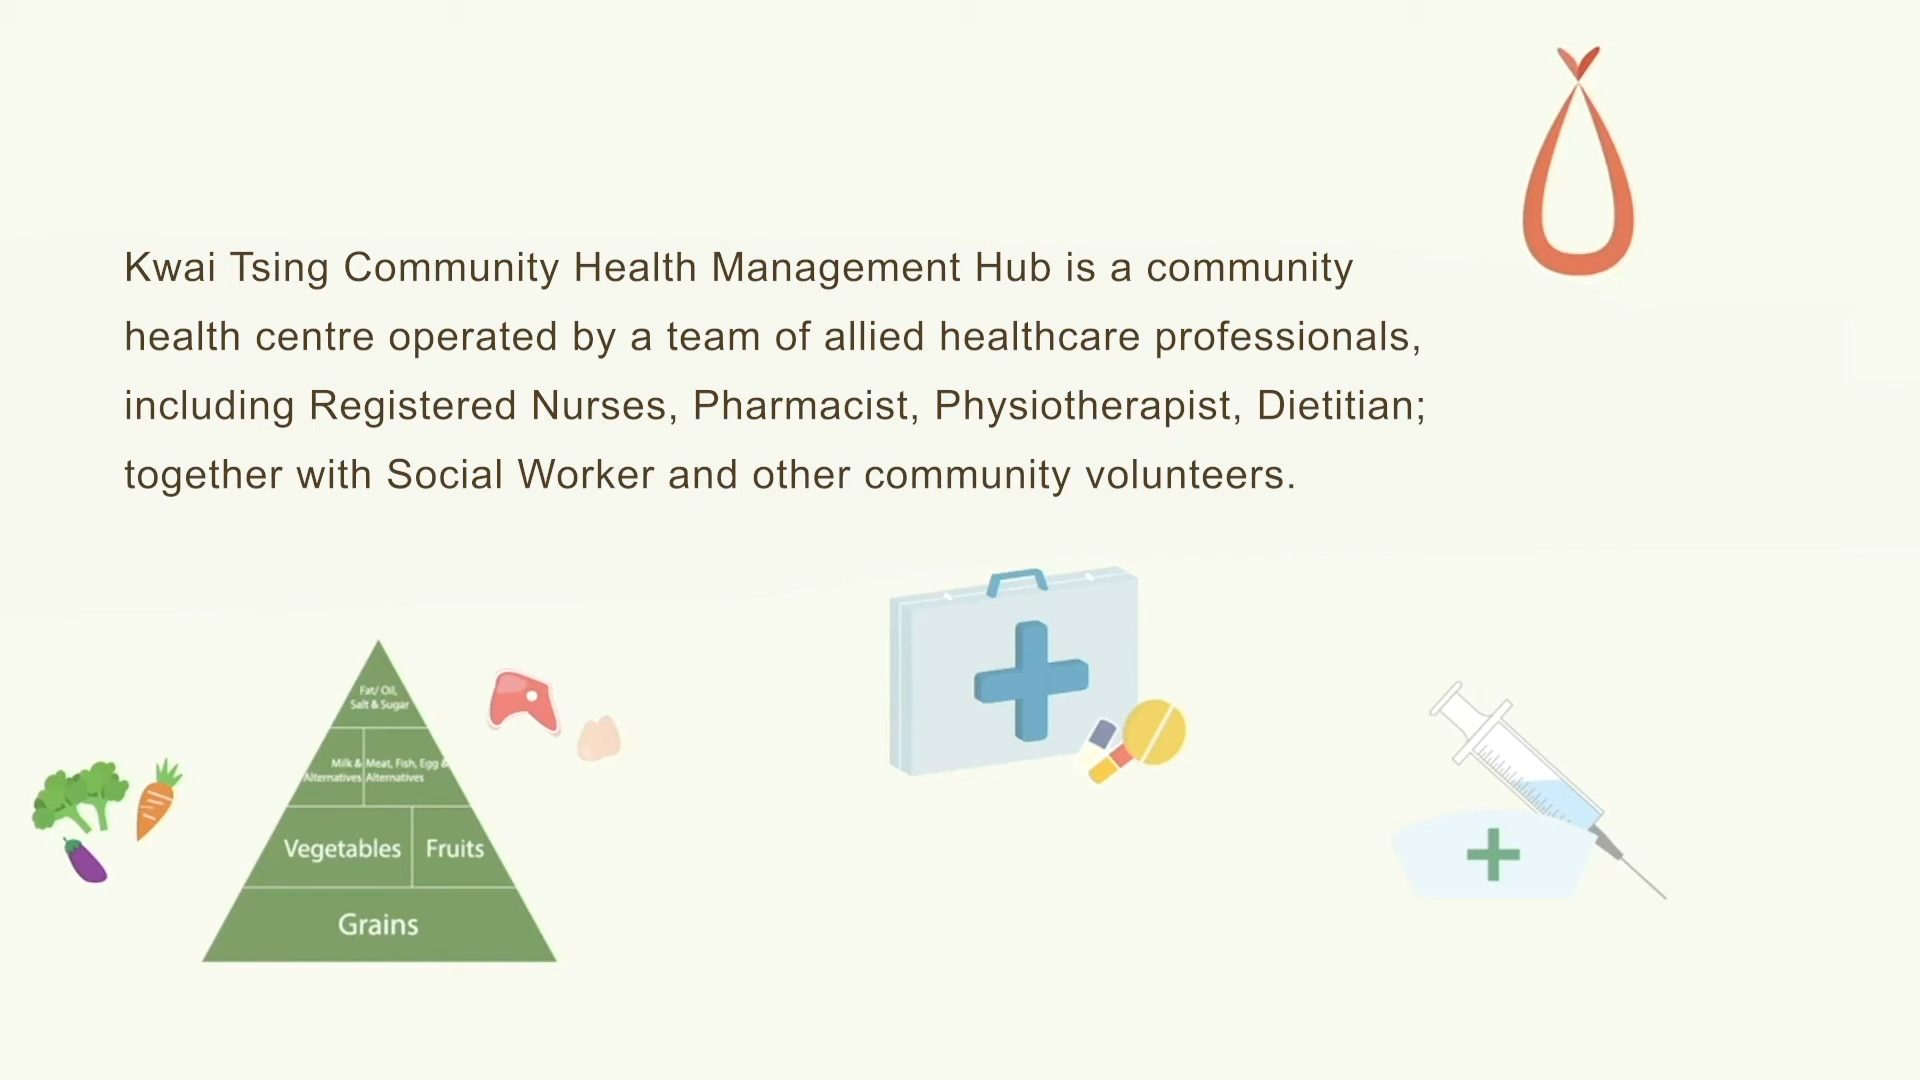 Kwai Tsing Community Health Management Hub is a community
health centre operated by a team of allied healthcare professionals,
including Registered Nurses, Pharmacist, Physiotherapist, Dietitian;
together with Social Worker and other community volunteers.
Fat/ Oil,
Salt & Sugar
Milk &
Alternatives
Meat, Fish, Egg &
Alternatives
Vegetables
Fruits
Grains